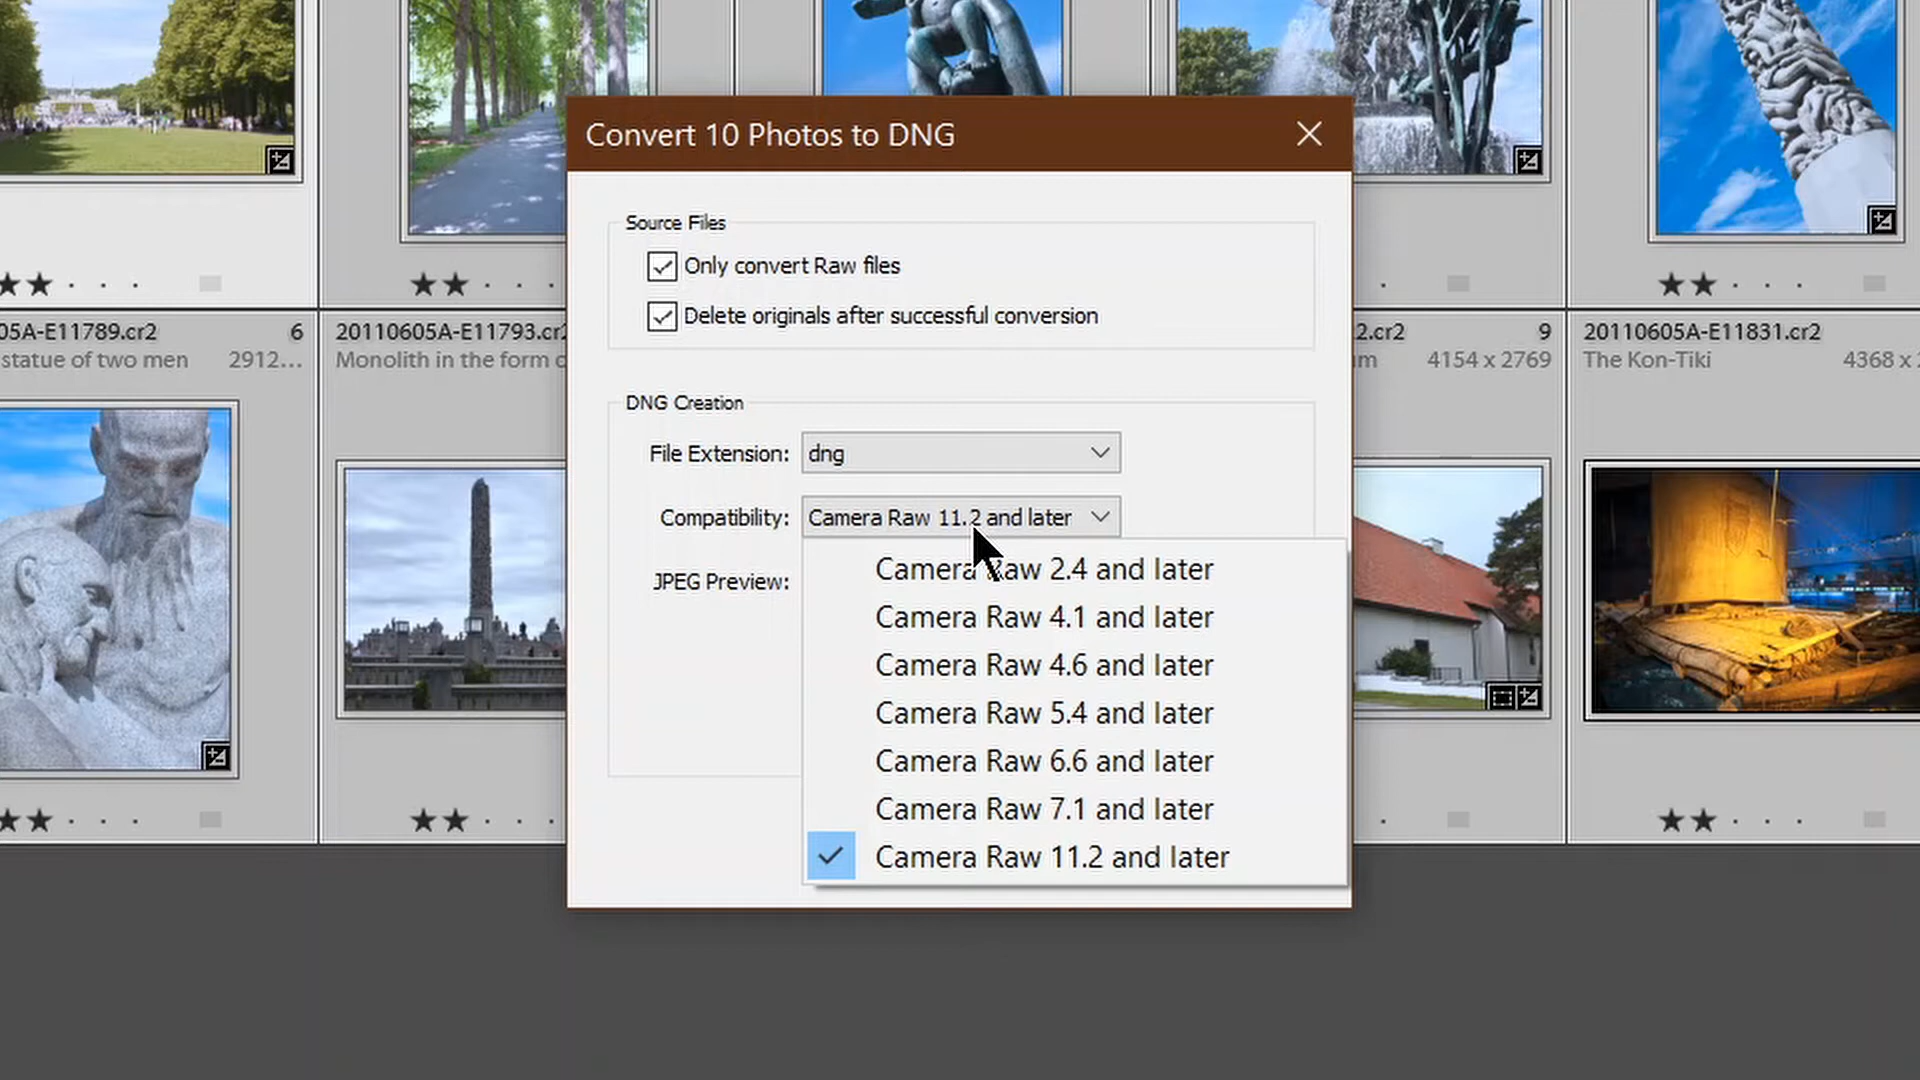 Convert 10 Photos to DNG
Source Files
Only convert Raw files
Delete originals after successful conversion
05A-E11789.cr2 6
statue of two men 2912...
20110605A-E11793.cr2
Monolith in the form o
2.cr2 9
m 4154 x 2769
20110605A-E11831.cr2
The Kon-Tiki 4368 x 2
DNG Creation
File Extension: dng
Compatibility: Camera Raw 11.2 and later
JPEG Preview:
Camera Raw 2.4 and later
Camera Raw 4.1 and later
Camera Raw 4.6 and later
Camera Raw 5.4 and later
Camera Raw 6.6 and later
Camera Raw 7.1 and later
Camera Raw 11.2 and later